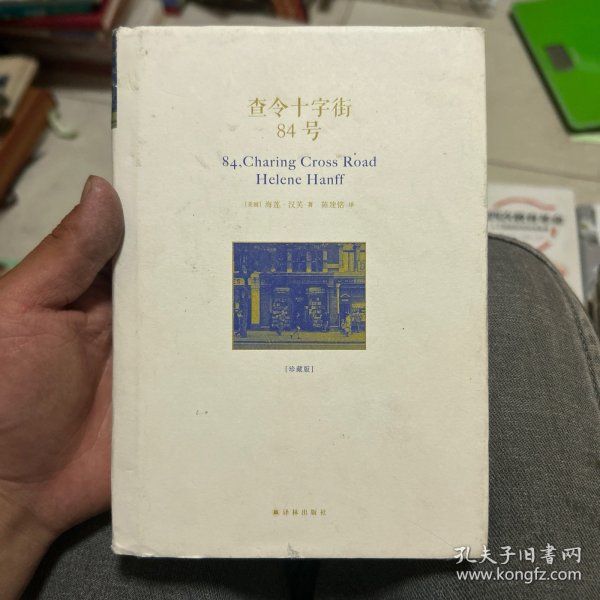 查令十字街
84号
84, Charing Cross Road
Helene Hanff
[美国] 海莲·汉芙 著 陈建铭 译
[珍藏版]
译林出版社
孔夫子旧书网
www.kongfz.com